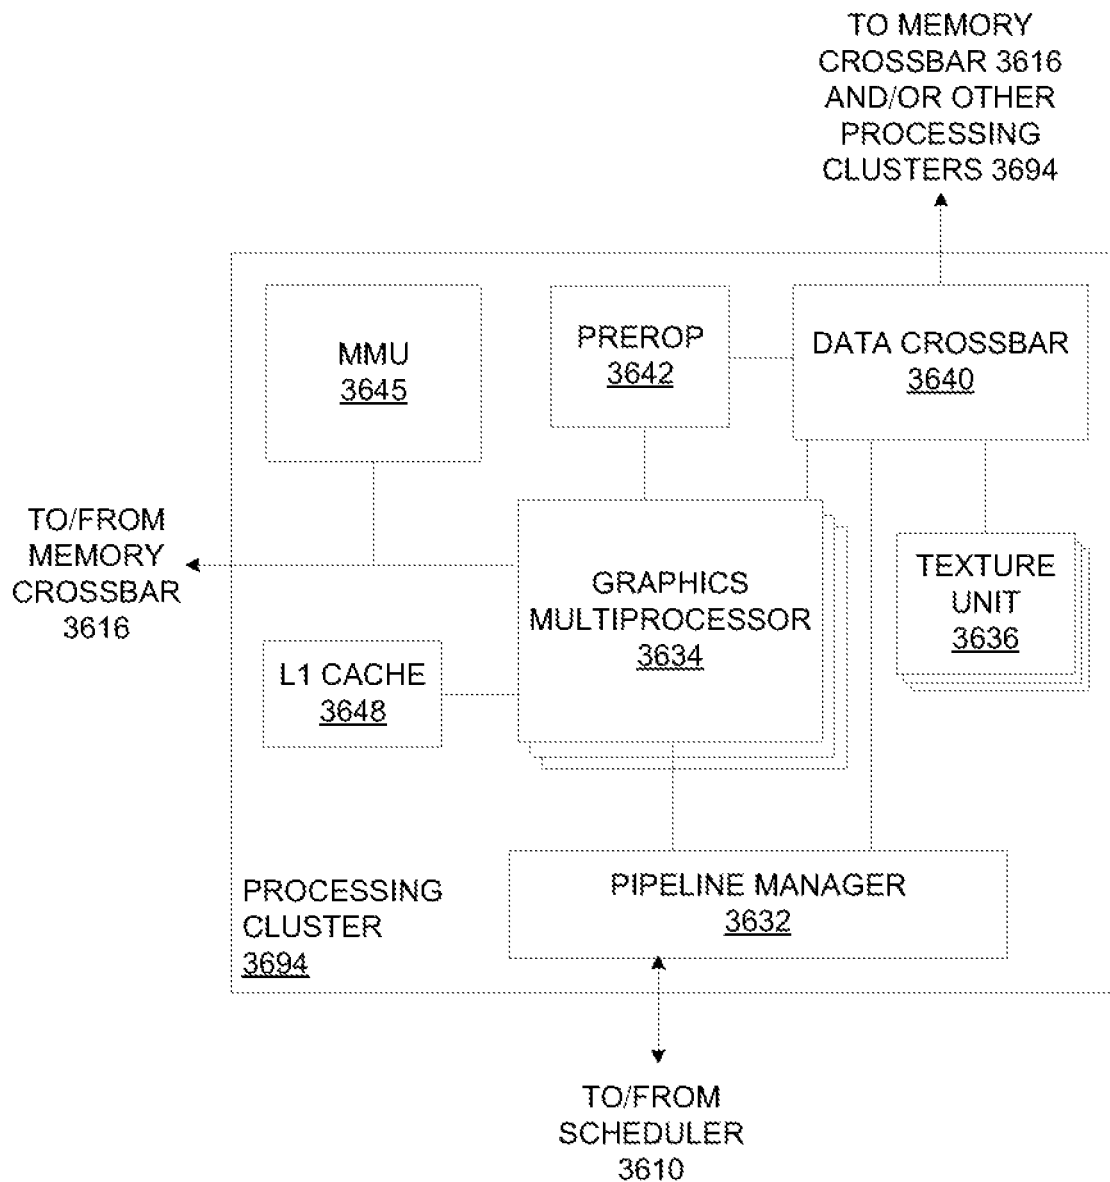 TO MEMORY
CROSSBAR 3616
AND/OR OTHER
PROCESSING
CLUSTERS 3694
MMU
3645
PREROP
3642
DATA CROSSBAR
3640
TO/FROM
MEMORY
CROSSBAR
3616
GRAPHICS
MULTIPROCESSOR
3634
TEXTURE
UNIT
3636
L1 CACHE
3648
PROCESSING
CLUSTER
3694
PIPELINE MANAGER
3632
TO/FROM
SCHEDULER
3610